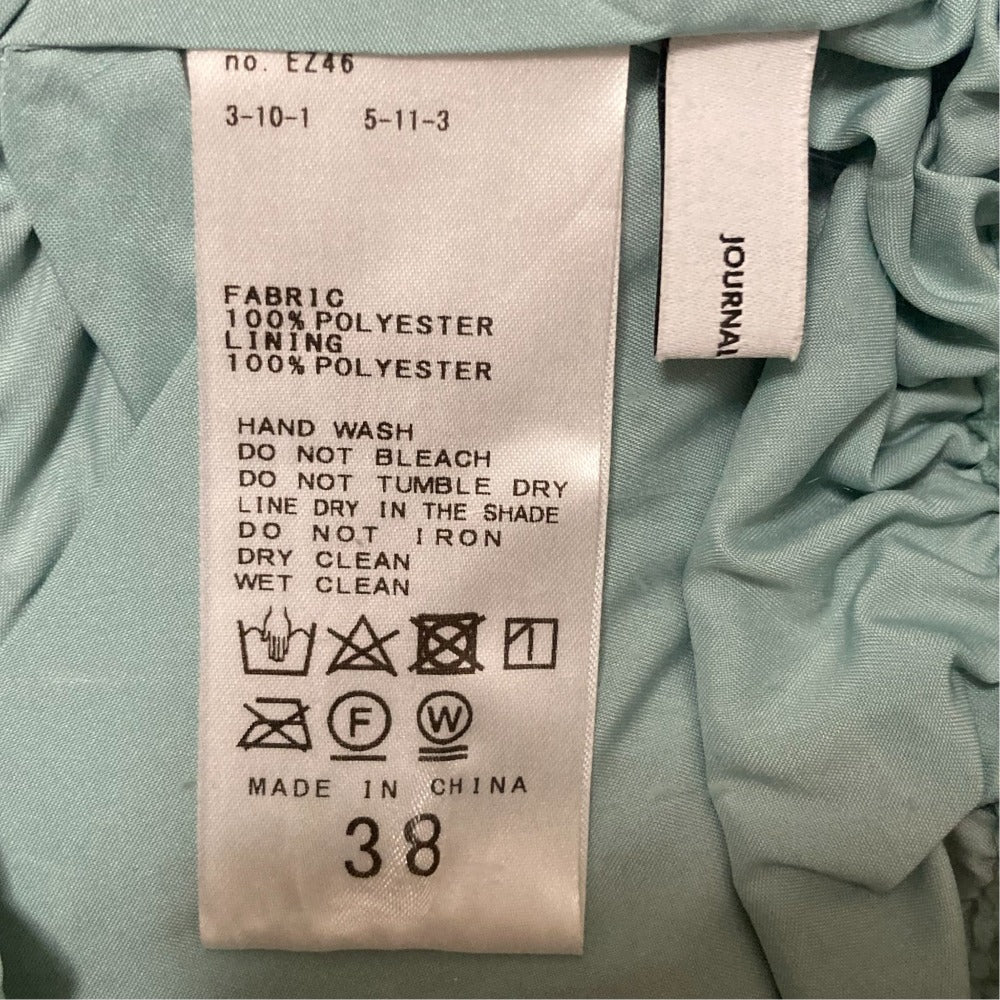 no. EZ46
3-10-1 5-11-3
FABRIC
100% POLYESTER
LINING
100% POLYESTER
HAND WASH
DO NOT BLEACH
DO NOT TUMBLE DRY
LINE DRY IN THE SHADE
DO NOT IRON
DRY CLEAN
WET CLEAN
F W
MADE IN CHINA
38
JOURNAL